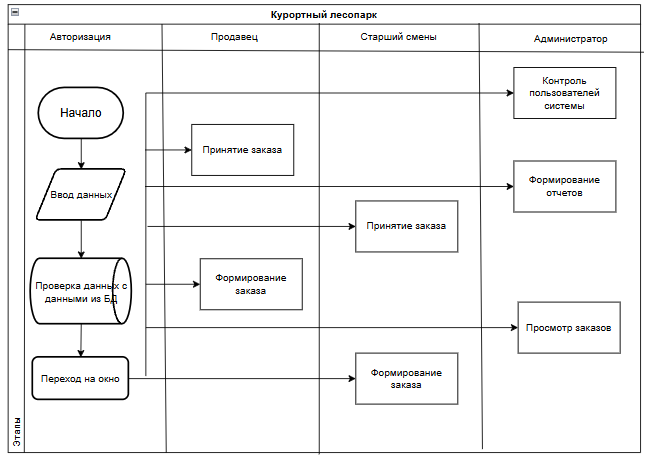 Курортный лесопарк
Авторизация
Продавец
Старший смены
Администратор
Начало
Ввод данных
Проверка данных с
данными из БД
Переход на окно
Принятие заказа
Формирование
заказа
Принятие заказа
Формирование
заказа
Контроль
пользователей
системы
Формирование
отчетов
Просмотр заказов
Этапы